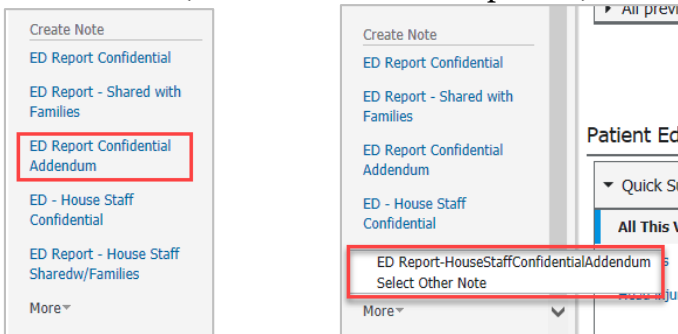 Create Note
ED Report Confidential
ED Report - Shared with
Families
ED Report Confidential
Addendum
ED - House Staff
Confidential
ED Report - House Staff
Sharedw/Families
More
All previ
Create Note
ED Report Confidential
ED Report - Shared with
Families
ED Report Confidential
Addendum
ED - House Staff
Confidential
ED Report-HouseStaffConfidentialAddendum
Select Other Note
More
Patient Ed
Quick Su
All This V